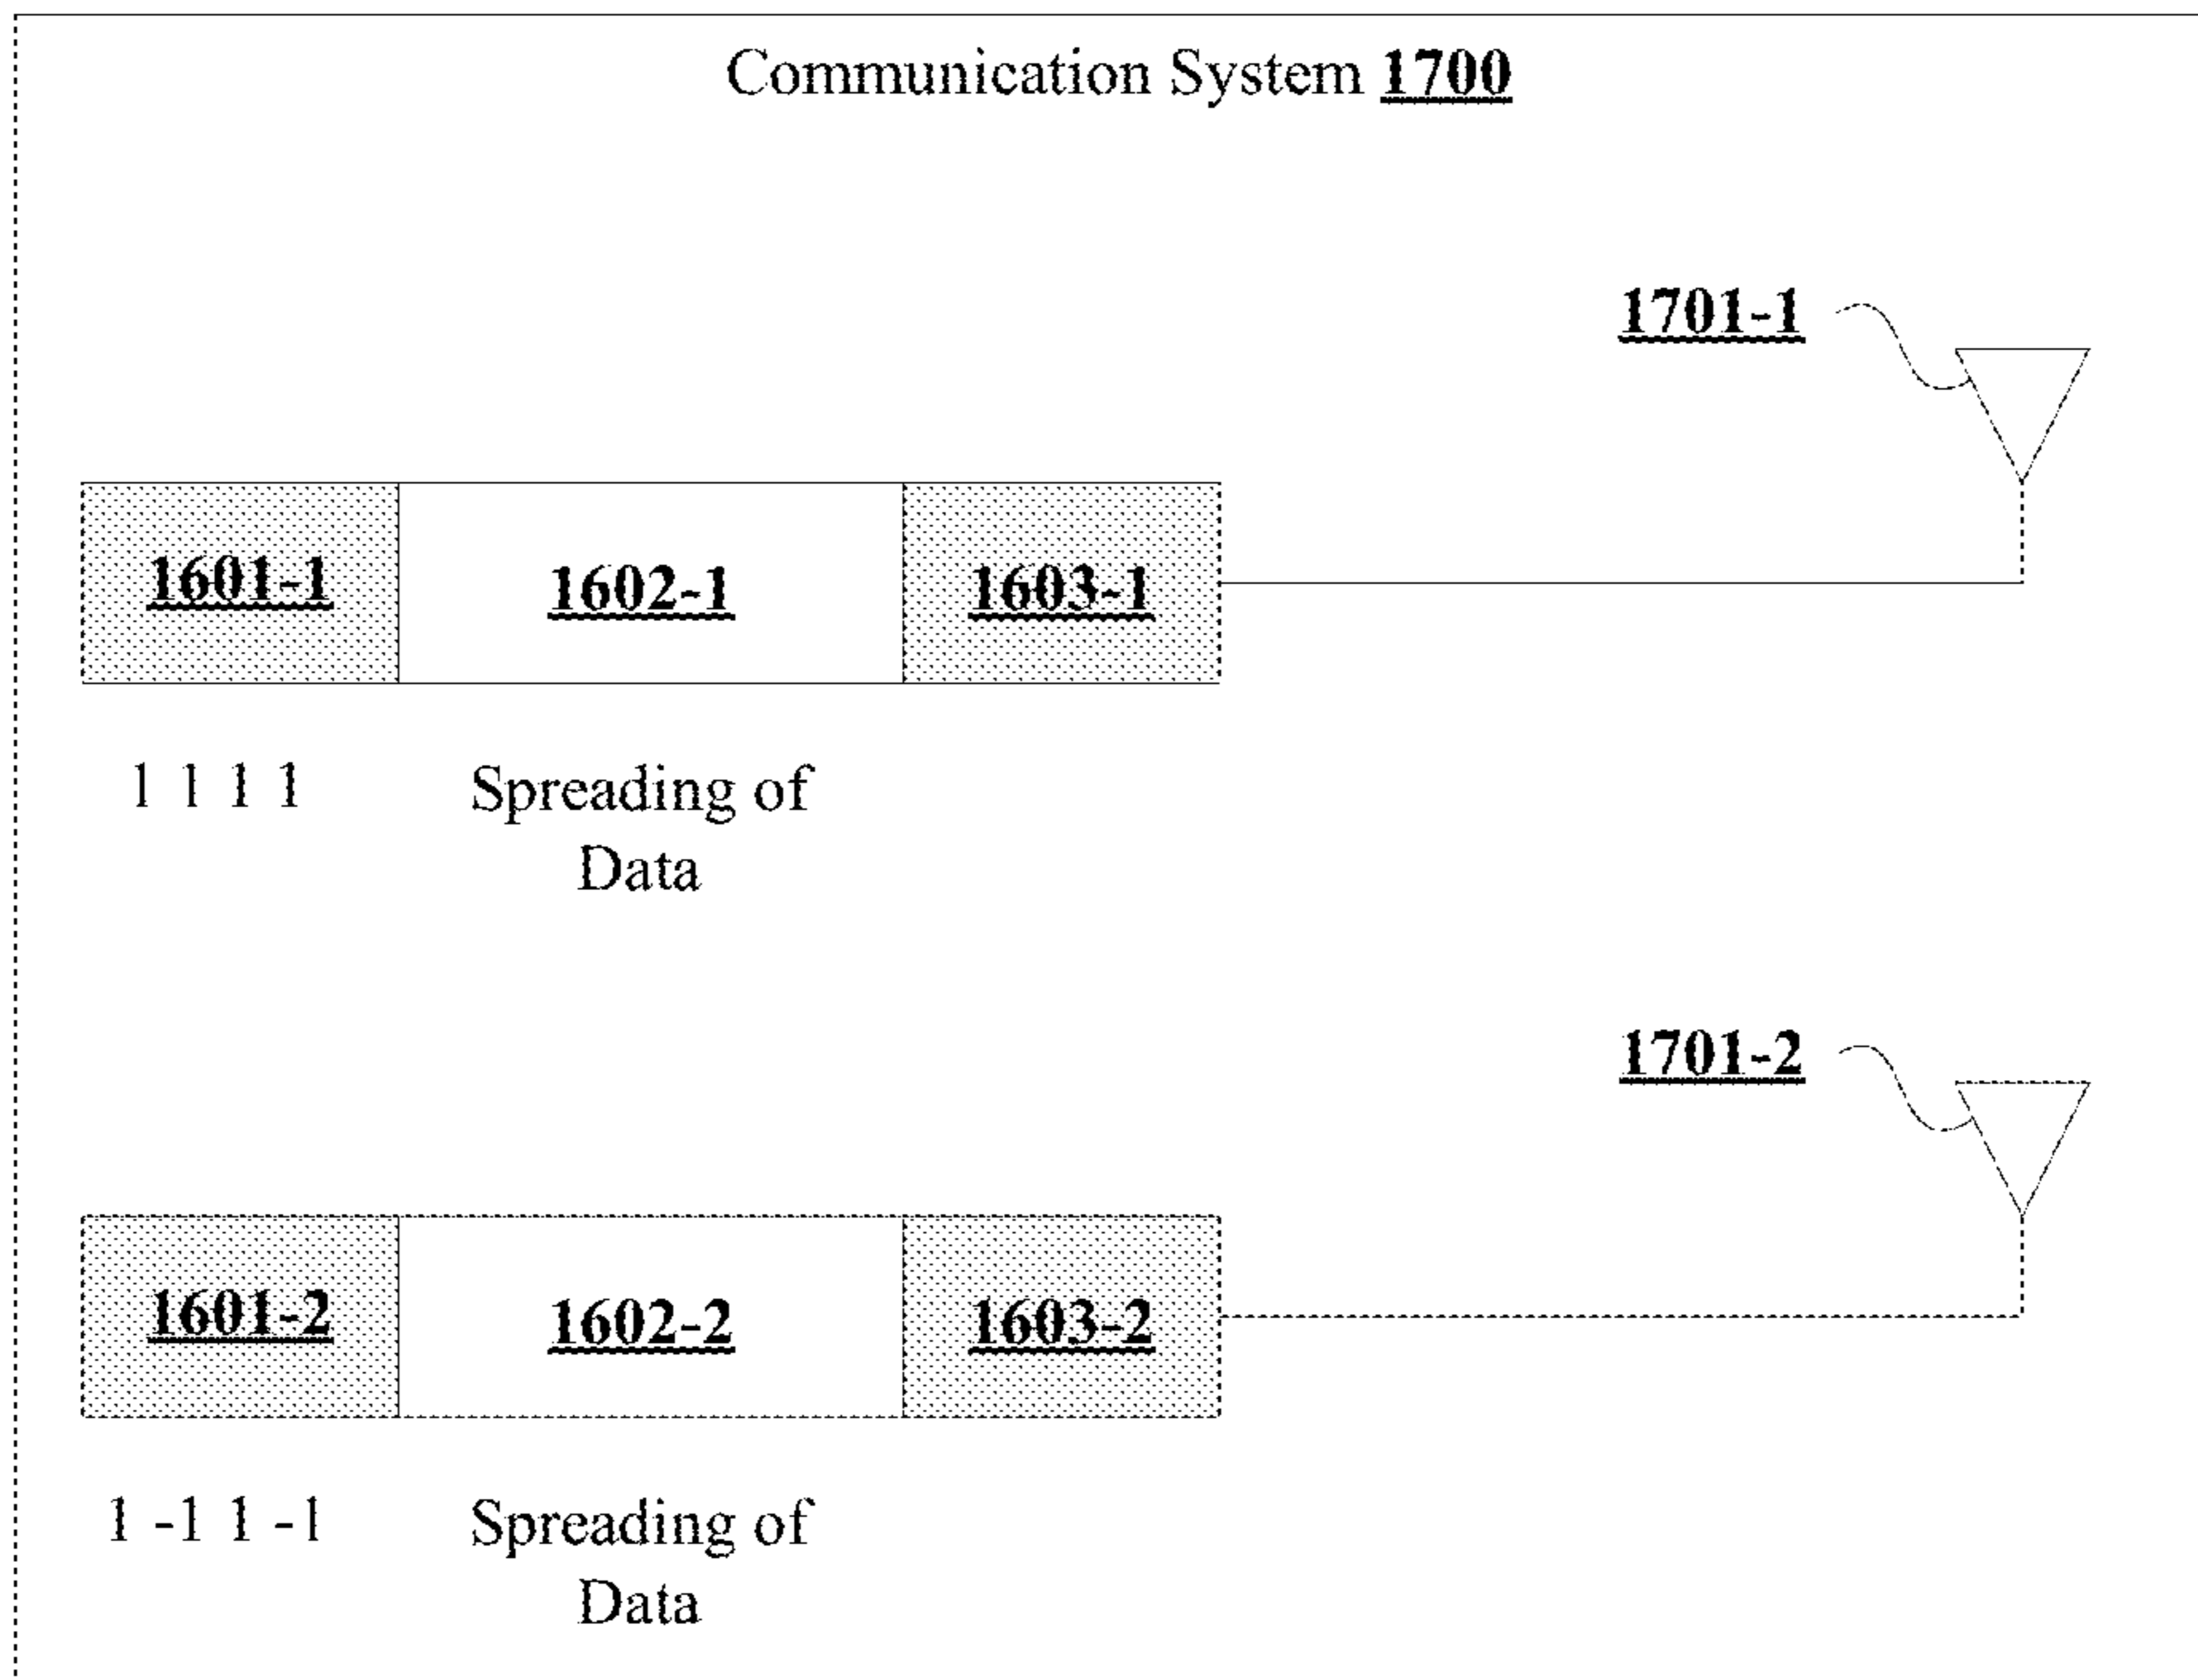 Communication System 1700
1701-1
1601-1 1602-1 1603-1
1 1 1 1 Spreading of
Data
1701-2
1601-2 1602-2 1603-2
1 -1 1 -1 Spreading of
Data